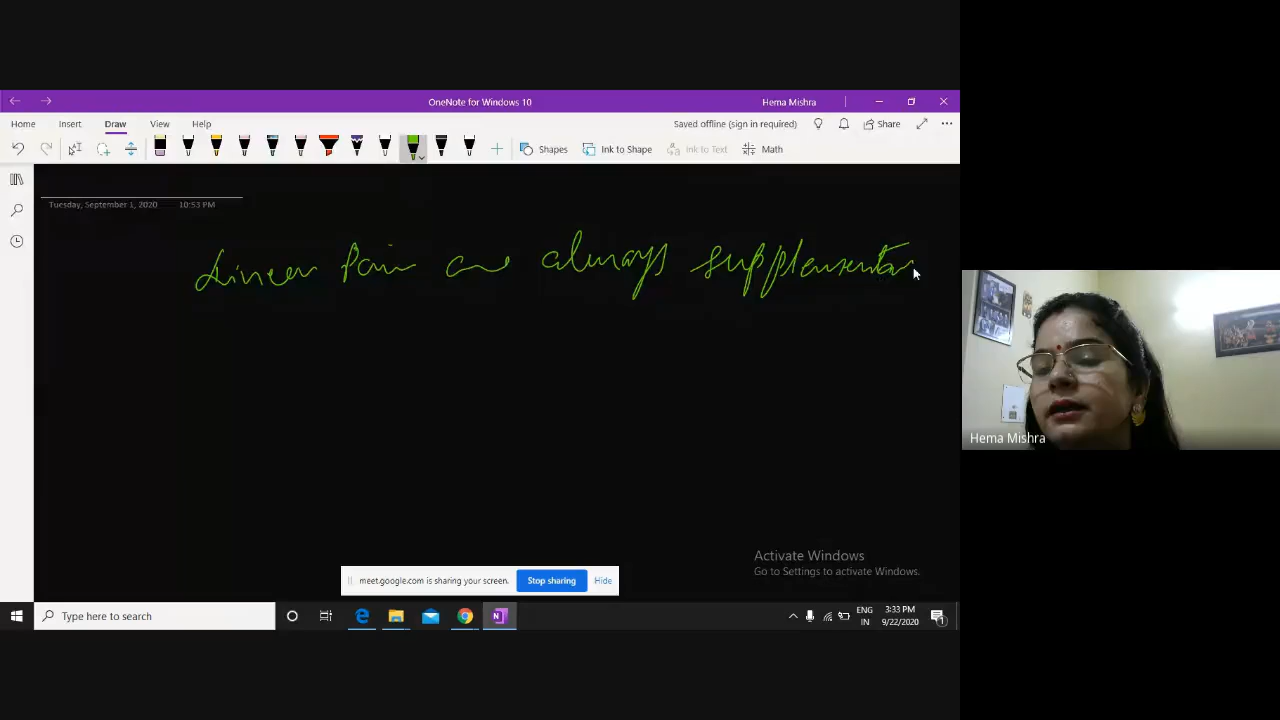 OneNote for Windows 10
Hema Mishra
Home Insert Draw View Help
Saved offline (sign in required)
Share
Shapes
Ink to Shape
Ink to Text
Math
Tuesday, September 1, 2020 10:53 PM
Linear Pair are always supplementar
Hema Mishra
Activate Windows
Go to Settings to activate Windows.
meet.google.com is sharing your screen.
Stop sharing
Hide
Type here to search
ENG
IN
3:33 PM
9/22/2020
1